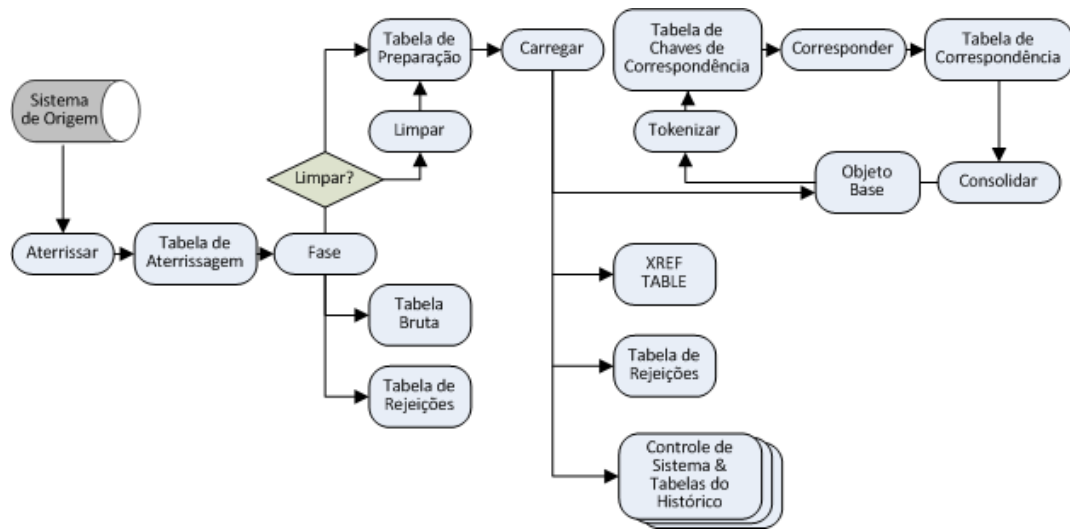 Sistema
de Origem
Aterrissar
Tabela de
Aterrissagem
Fase
Limpar?
Tabela de
Preparação
Limpar
Tabela
Bruta
Tabela de
Rejeições
Carregar
Tabela de
Chaves de
Correspondência
Corresponder
Tabela de
Correspondência
Tokenizar
Objeto
Base
Consolidar
XREF
TABLE
Tabela de
Rejeições
Controle de
Sistema &
Tabelas do
Histórico